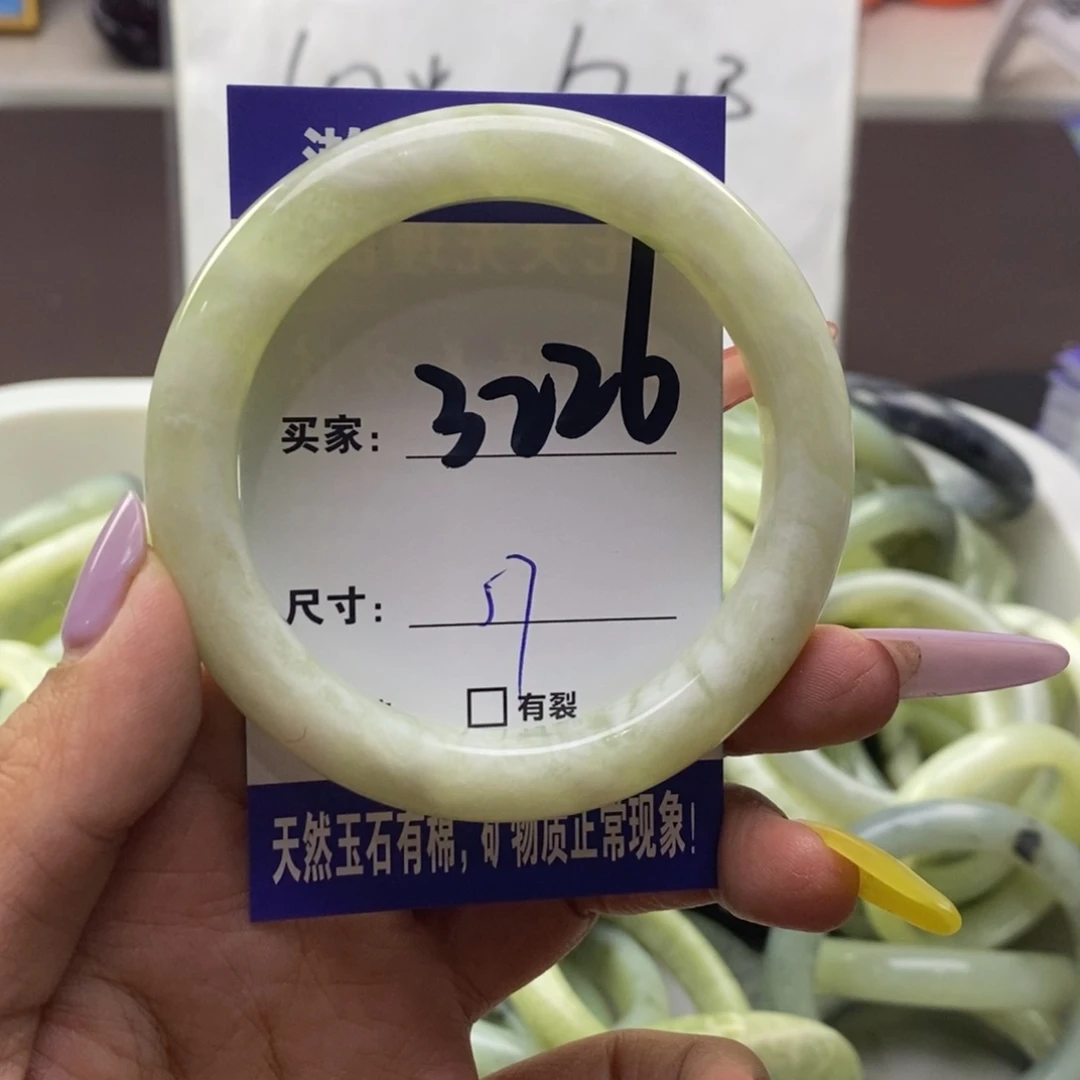 买家: 3726
尺寸: 57
有裂
天然玉石有棉,矿物质正常现象!